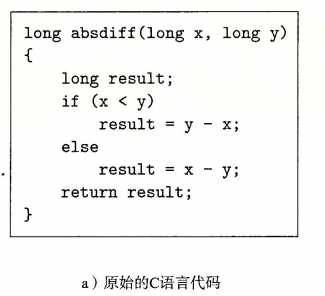 long absdiff(long x, long y)
{
    long result;
    if (x < y)
        result = y - x;
    else
        result = x - y;
    return result;
}
a）原始的C语言代码